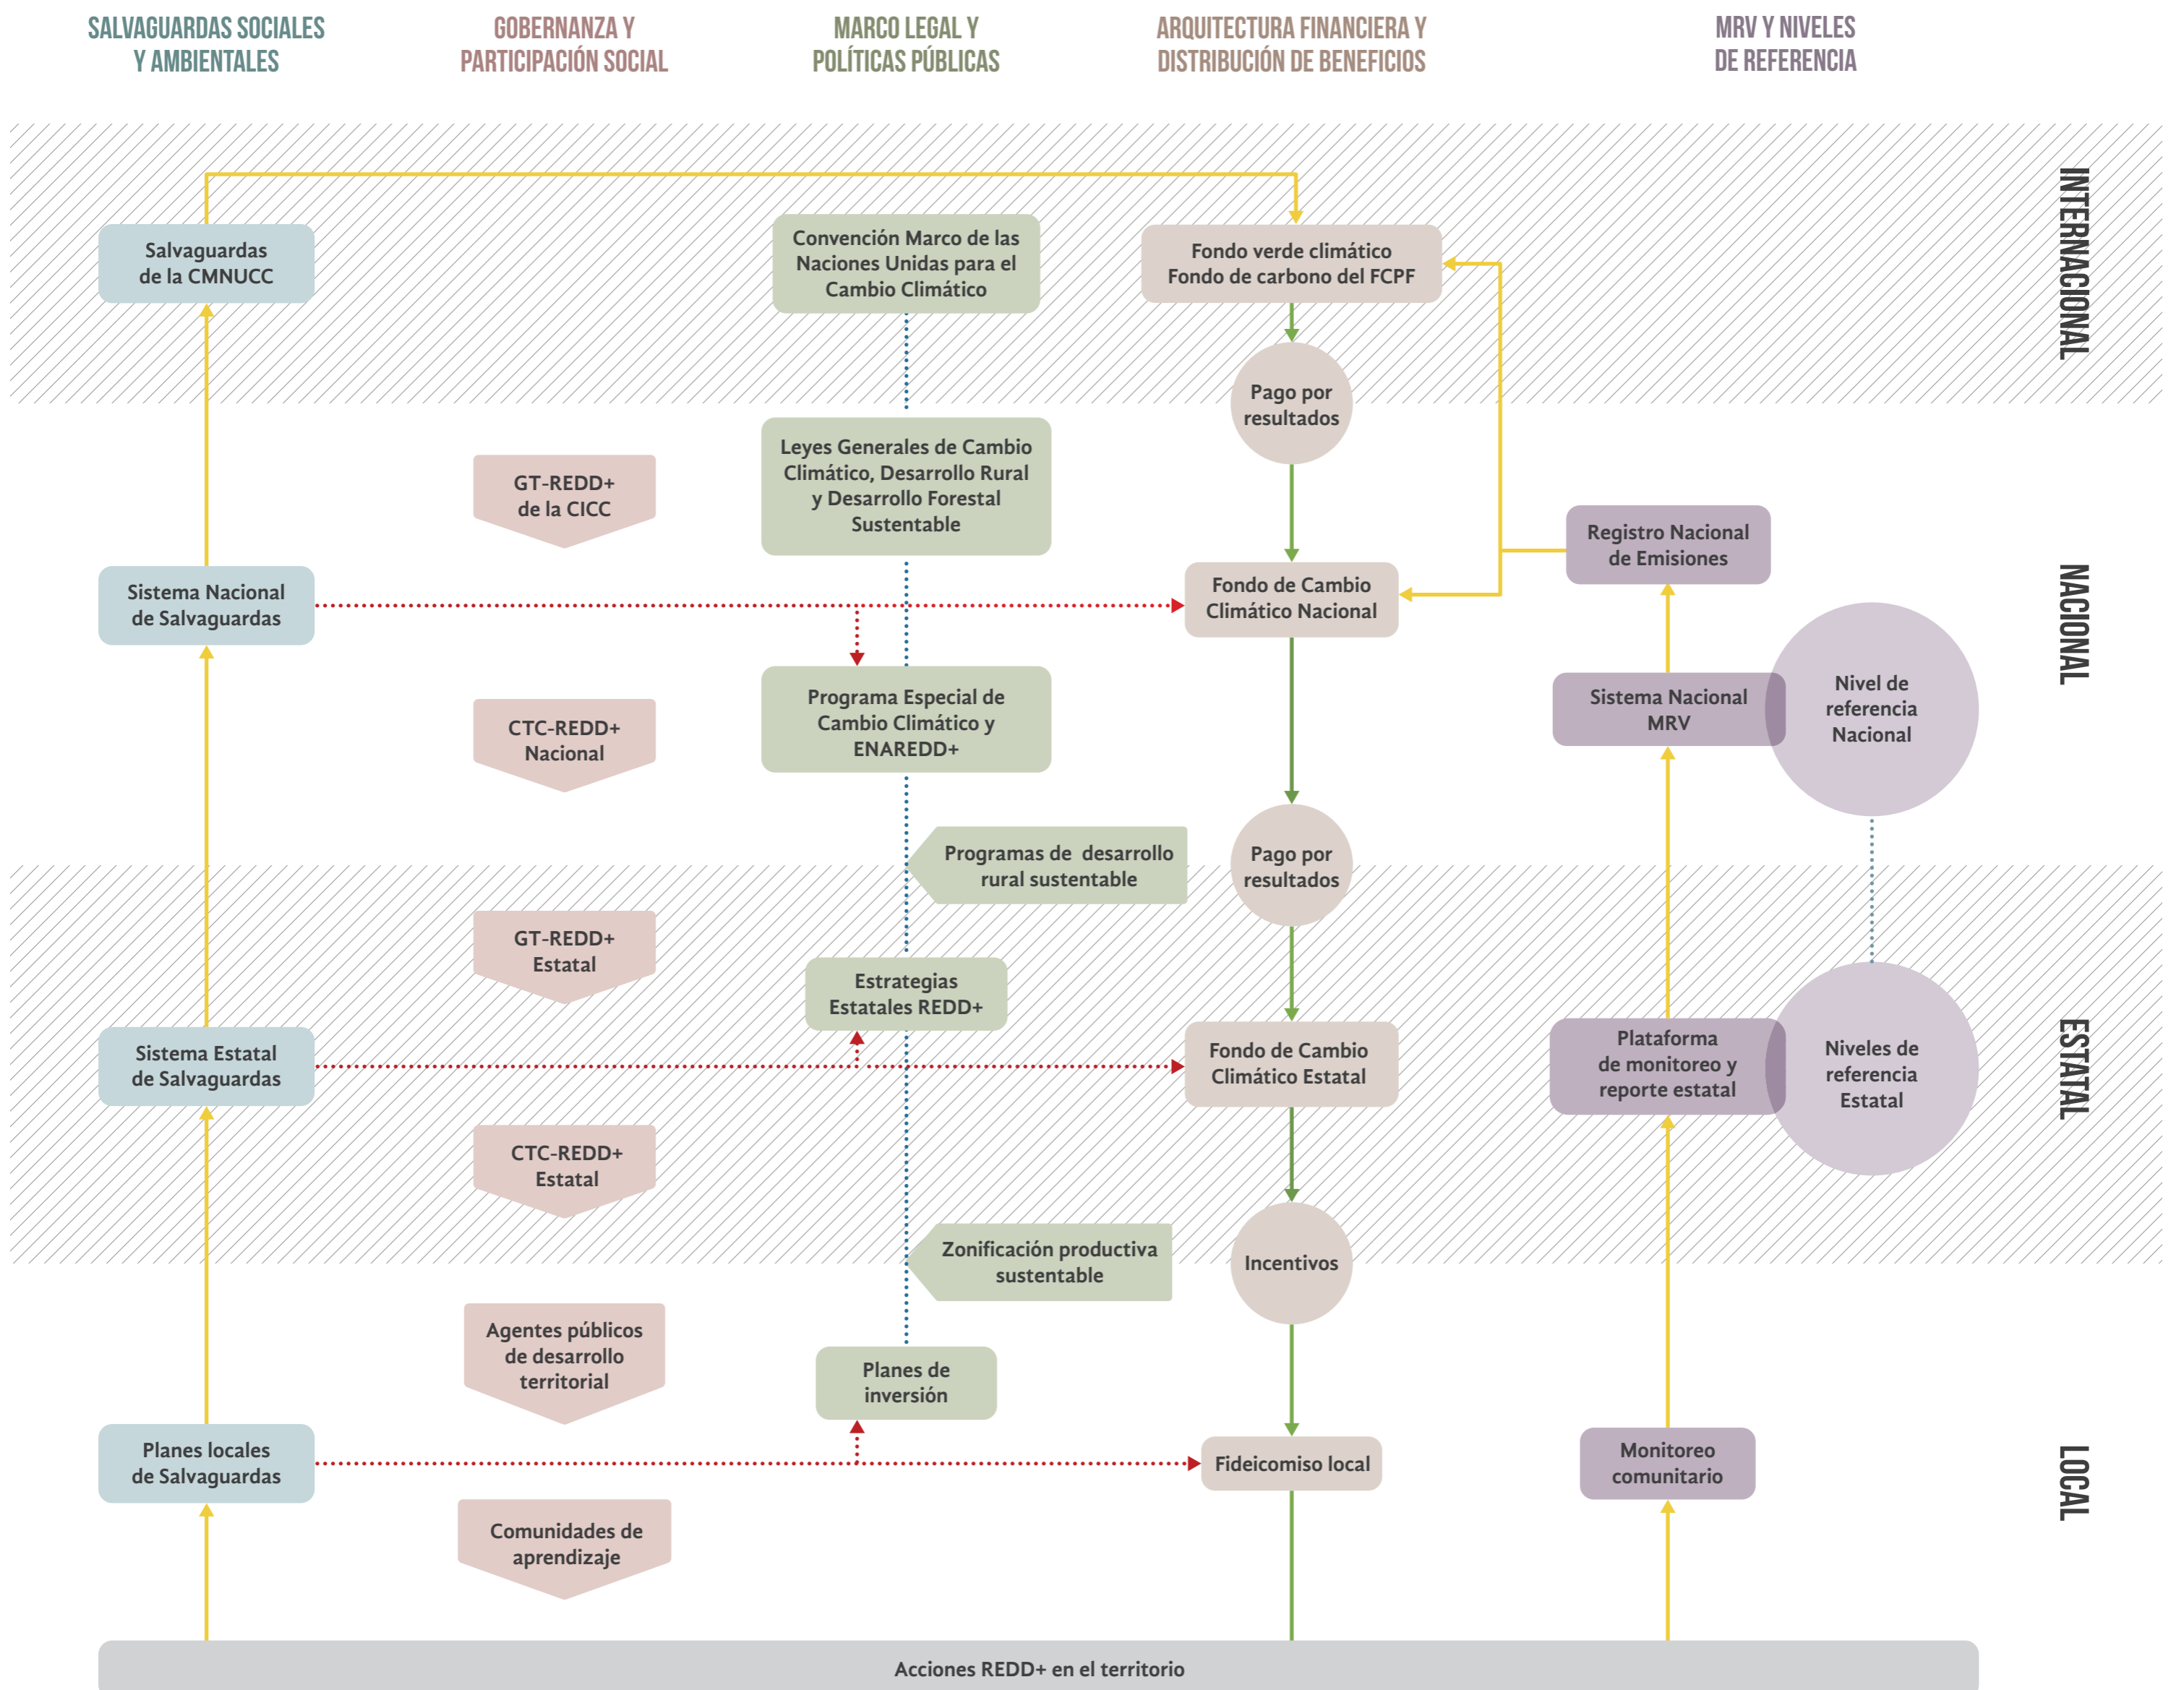 SALVAGUARDAS SOCIALES
Y AMBIENTALES
GOBERNANZA Y
PARTICIPACIÓN SOCIAL
MARCO LEGAL Y
POLÍTICAS PÚBLICAS
ARQUITECTURA FINANCIERA Y
DISTRIBUCIÓN DE BENEFICIOS
MRV Y NIVELES
DE REFERENCIA
INTERNACIONAL
Salvaguardas
de la CMNUCC
Convención Marco de las
Naciones Unidas para el
Cambio Climático
Fondo verde climático
Fondo de carbono del FCPF
Pago por
resultados
NACIONAL
GT-REDD+
de la CICC
Leyes Generales de Cambio
Climático, Desarrollo Rural
y Desarrollo Forestal
Sustentable
Registro Nacional
de Emisiones
Sistema Nacional
de Salvaguardas
Fondo de Cambio
Climático Nacional
CTC-REDD+
Nacional
Programa Especial de
Cambio Climático y
ENAREDD+
Sistema Nacional
MRV
Nivel de
referencia
Nacional
Programas de desarrollo
rural sustentable
Pago por
resultados
ESTATAL
GT-REDD+
Estatal
Estrategias
Estatales REDD+
Sistema Estatal
de Salvaguardas
Fondo de Cambio
Climático Estatal
Plataforma
de monitoreo y
reporte estatal
Niveles de
referencia
Estatal
CTC-REDD+
Estatal
Zonificación productiva
sustentable
Incentivos
LOCAL
Agentes públicos
de desarrollo
territorial
Planes de
inversión
Planes locales
de Salvaguardas
Fideicomiso local
Monitoreo
comunitario
Comunidades de
aprendizaje
Acciones REDD+ en el territorio